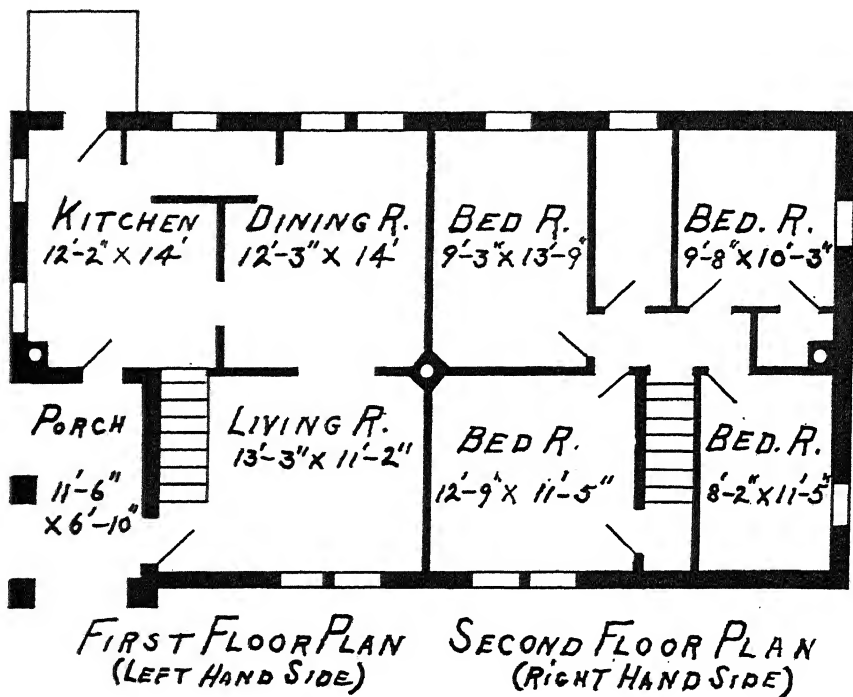 KITCHEN
12'-2" X 14'
DINING R.
12'-3" X 14'
BED R.
9'-3" X 13'-9"
BED. R.
9'-8" X 10'-3"
PORCH
11'-6"
X 6'-10"
LIVING R.
13'-3" X 11'-2"
BED R.
12'-9" X 11'-5"
BED. R.
8'-2" X 11'-5"
FIRST FLOOR PLAN
(LEFT HAND SIDE)
SECOND FLOOR PLAN
(RIGHT HAND SIDE)